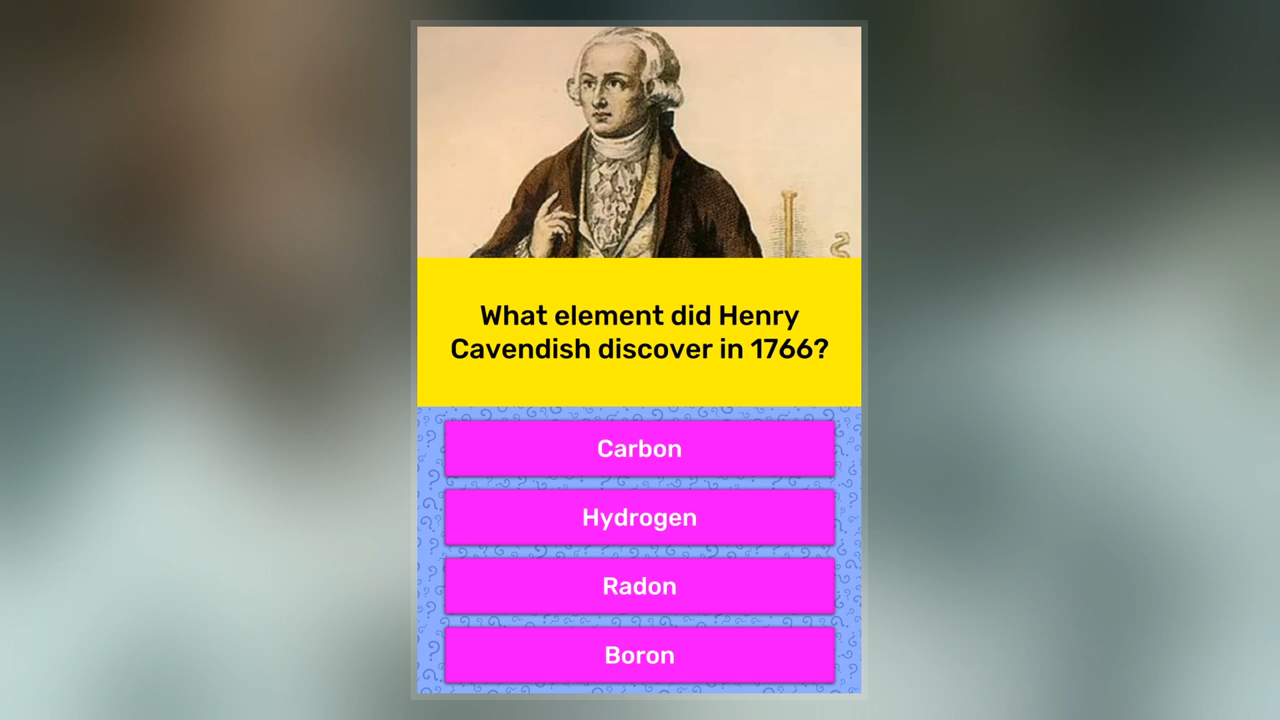 What element did Henry
Cavendish discover in 1766?
Carbon
Hydrogen
Radon
Boron